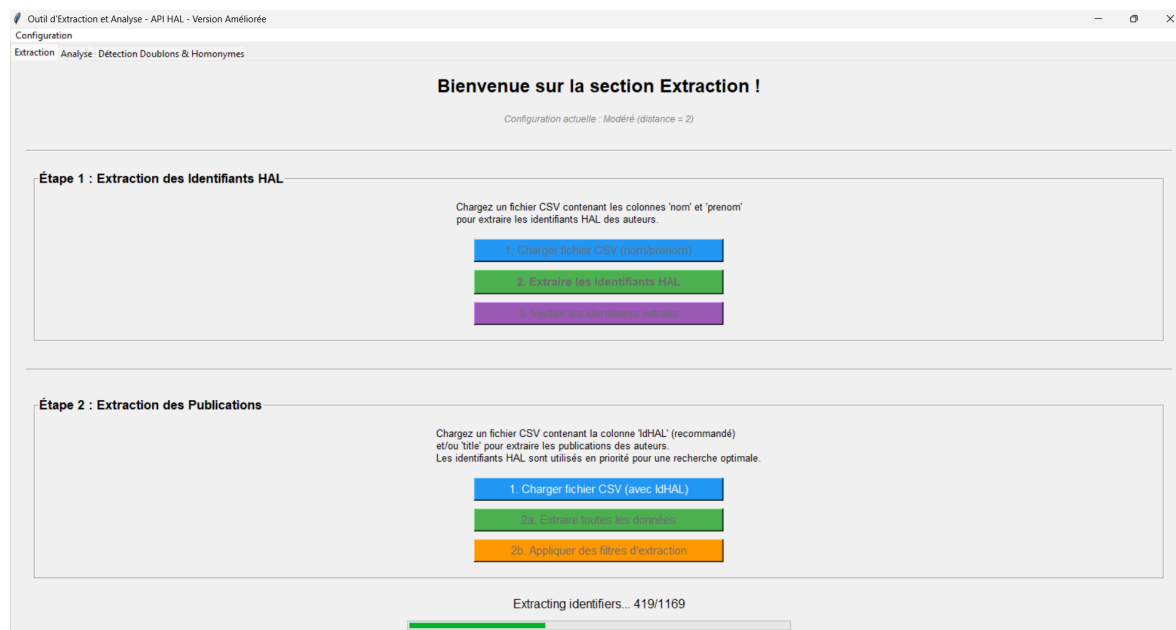 Outil d'Extraction et Analyse - API HAL - Version Améliorée
Configuration
Extraction Analyse Détection Doublons & Homonymes
Bienvenue sur la section Extraction !
Configuration actuelle : Modéré (distance = 2)
Étape 1 : Extraction des Identifiants HAL
Chargez un fichier CSV contenant les colonnes 'nom' et 'prenom'
pour extraire les identifiants HAL des auteurs.
1. Charger fichier CSV (nom/prenom)
2. Extraire les identifiants HAL
3. Vérifier les identifiants extraits
Étape 2 : Extraction des Publications
Chargez un fichier CSV contenant la colonne 'IdHAL' (recommandé)
et/ou 'title' pour extraire les publications des auteurs.
Les identifiants HAL sont utilisés en priorité pour une recherche optimale.
1. Charger fichier CSV (avec IdHAL)
2a. Extraire toutes les données
2b. Appliquer des filtres d'extraction
Extracting identifiers... 419/1169